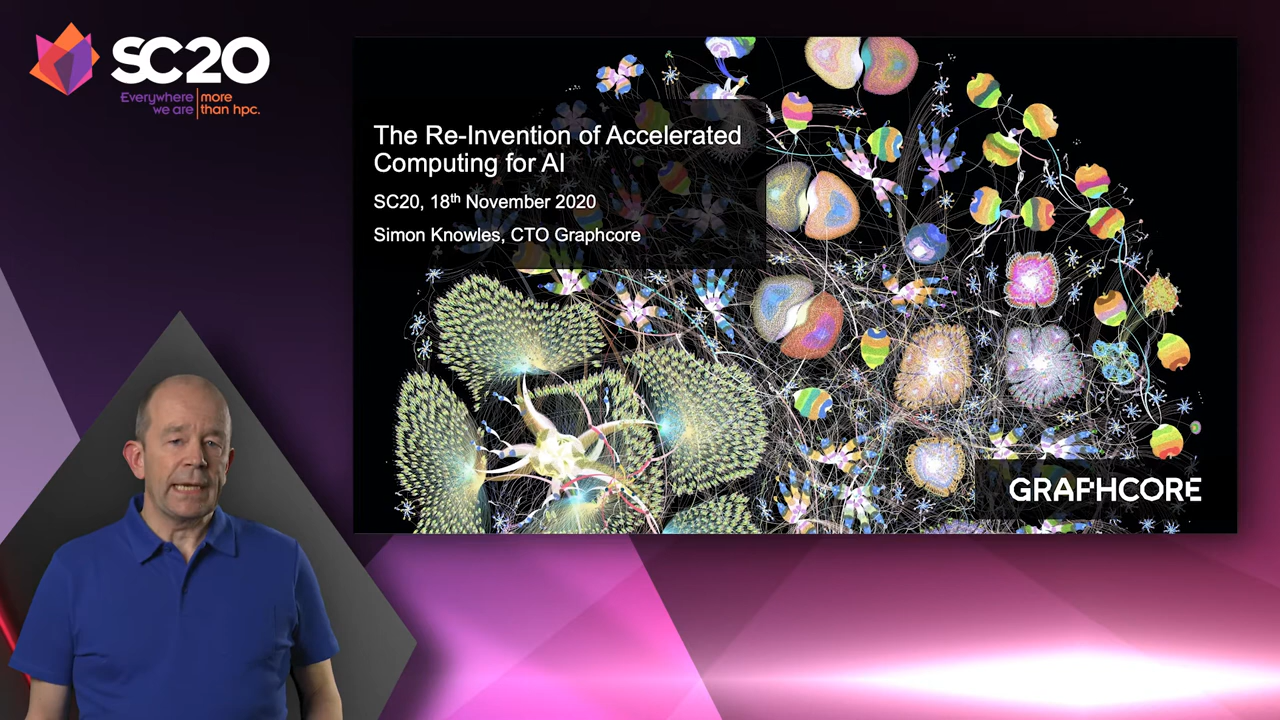 SC20
Everywhere we are | more than hpc.
The Re-Invention of Accelerated
Computing for AI
SC20, 18th November 2020
Simon Knowles, CTO Graphcore
GRAPHCORE